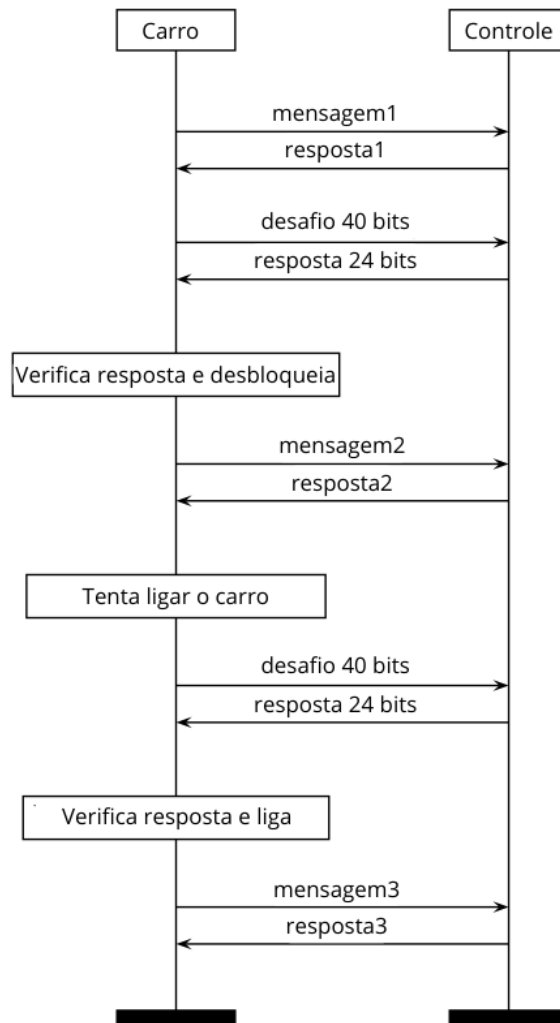 Carro
Controle
mensagem1
resposta1
desafio 40 bits
resposta 24 bits
Verifica resposta e desbloqueia
mensagem2
resposta2
Tenta ligar o carro
desafio 40 bits
resposta 24 bits
Verifica resposta e liga
mensagem3
resposta3